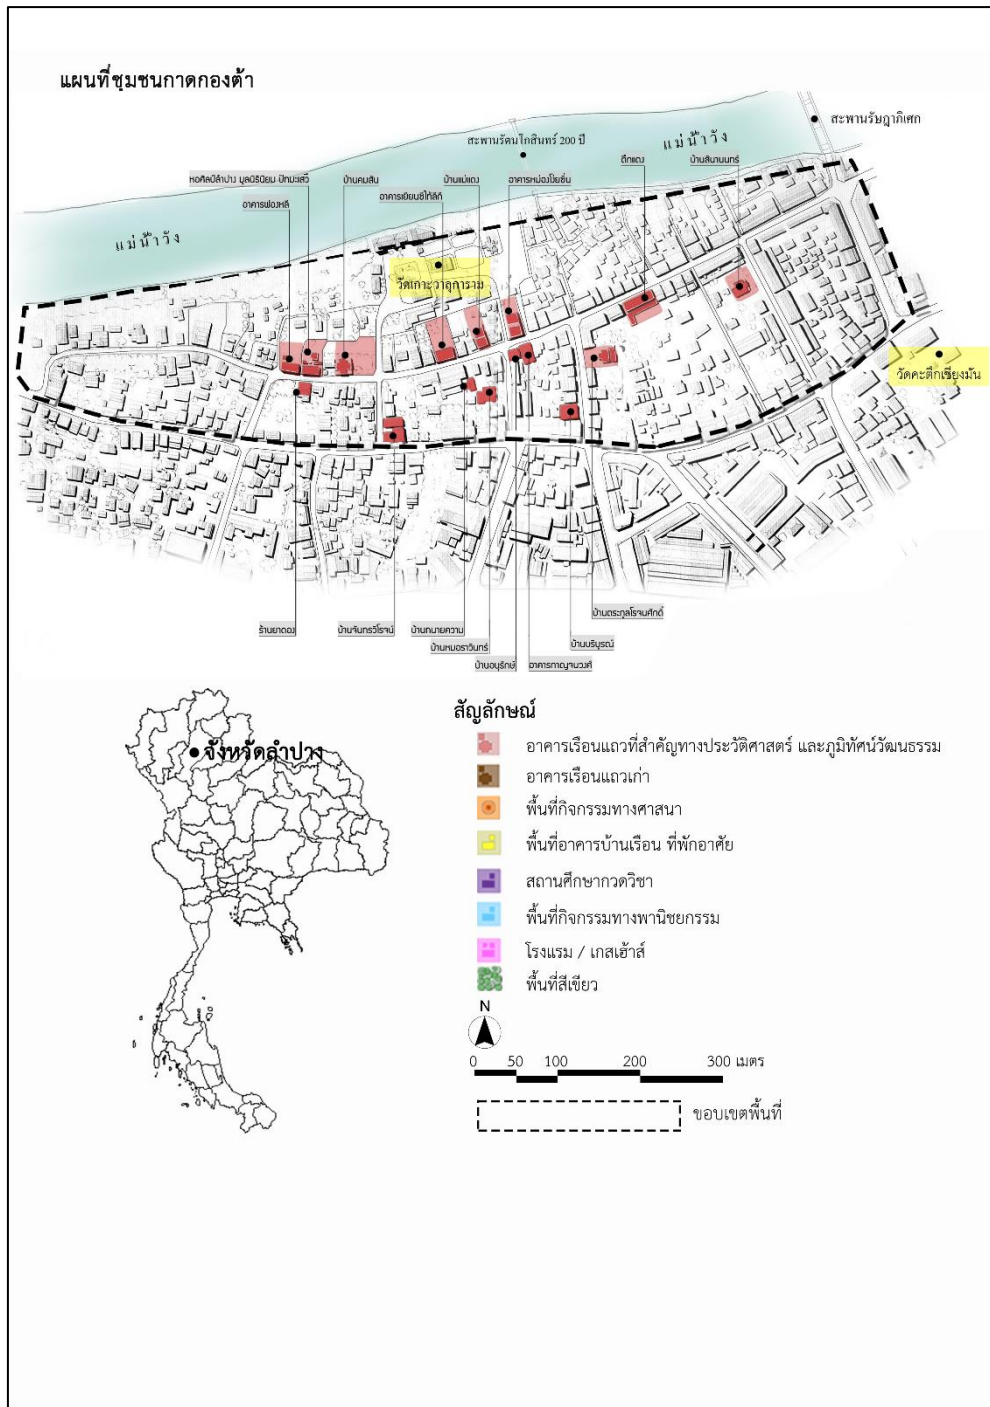 แผนที่ชุมชนกาดกองต้า
สะพานรัษฎาภิเศก
สะพานรัตนโกสินทร์ 200 ปี
แม่น้ำวัง
หอศิลป์ลำปาง มูลนิธินิยม ปัทมะเสวี
บ้านคมสัน
บ้านแม่แดง
อาคารหม่องโง่ยซิ่น
ตึกแดง
บ้านสินานนทร์
อาคารฟองหลี
อาคารเยียนซีไท้ลีกี
แม่น้ำวัง
วัดเกาะวาลุการาม
วัดคะตึกเชียงมัน
ร้านยาดอง
บ้านจันทรวิโรจน์
บ้านทนายความ
บ้านหมอราวินทร์
บ้านอนุรักษ์
อาคารกาญจนวงศ์
บ้านบริบูรณ์
บ้านตระกูลโรจนศักดิ์
จังหวัดลำปาง
สัญลักษณ์
อาคารเรือนแถวที่สำคัญทางประวัติศาสตร์ และภูมิทัศน์วัฒนธรรม
อาคารเรือนแถวเก่า
พื้นที่กิจกรรมทางศาสนา
พื้นที่อาคารบ้านเรือน ที่พักอาศัย
สถานศึกษากวดวิชา
พื้นที่กิจกรรมทางพานิชยกรรม
โรงแรม / เกสเฮ้าส์
พื้นที่สีเขียว
N
0 50 100 200 300 เมตร
ขอบเขตพื้นที่